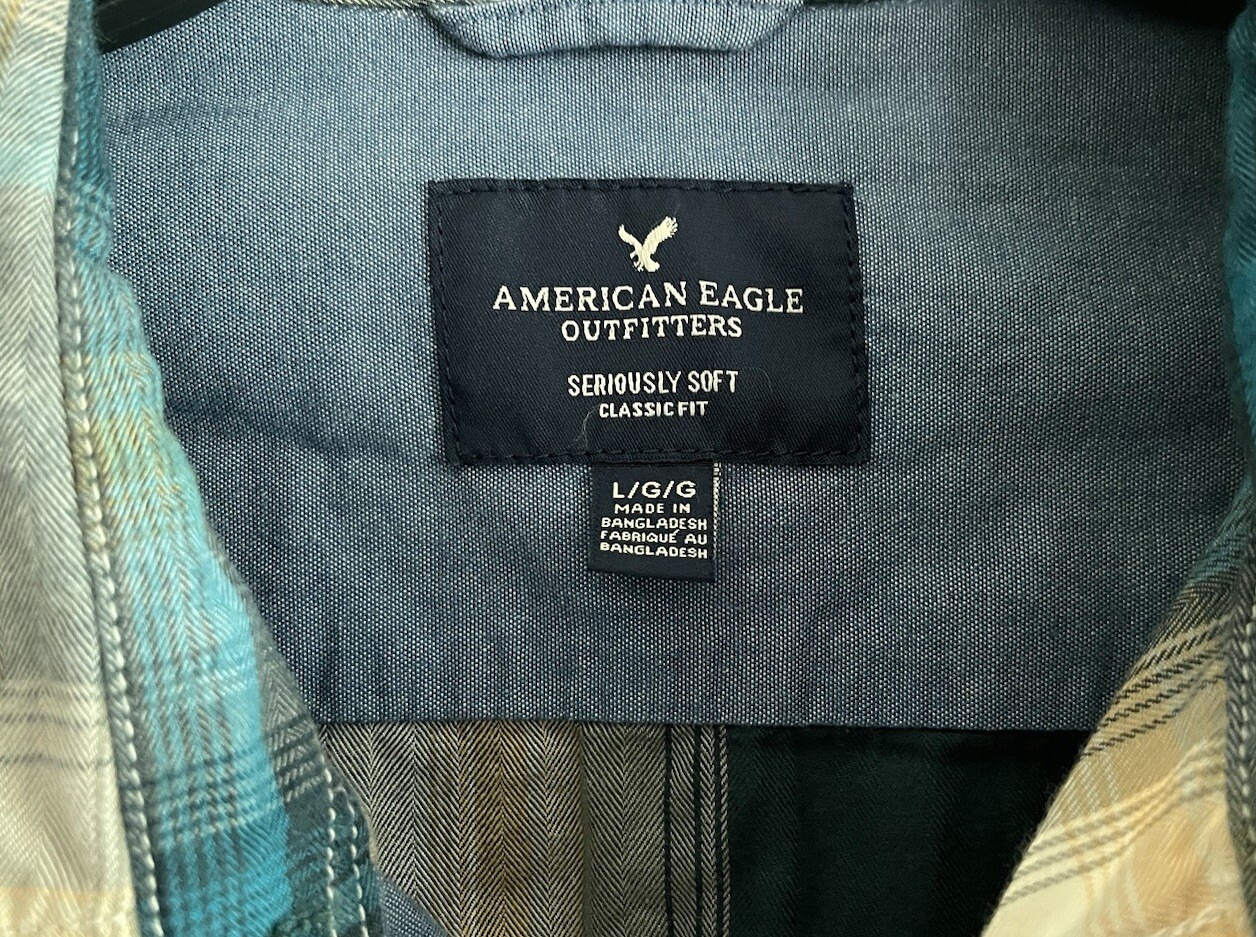 AMERICAN EAGLE
OUTFITTERS
SERIOUSLY SOFT
CLASSIC FIT
L/G/G
MADE IN
BANGLADESH
FABRIQUÉ AU
BANGLADESH